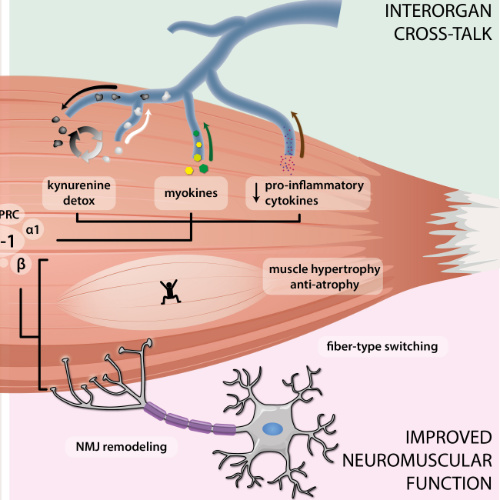 INTERORGAN
CROSS-TALK
kynurenine
detox
myokines
pro-inflammatory
cytokines
PRC
-1
α1
β
muscle hypertrophy
anti-atrophy
fiber-type switching
NMJ remodeling
IMPROVED
NEUROMUSCULAR
FUNCTION